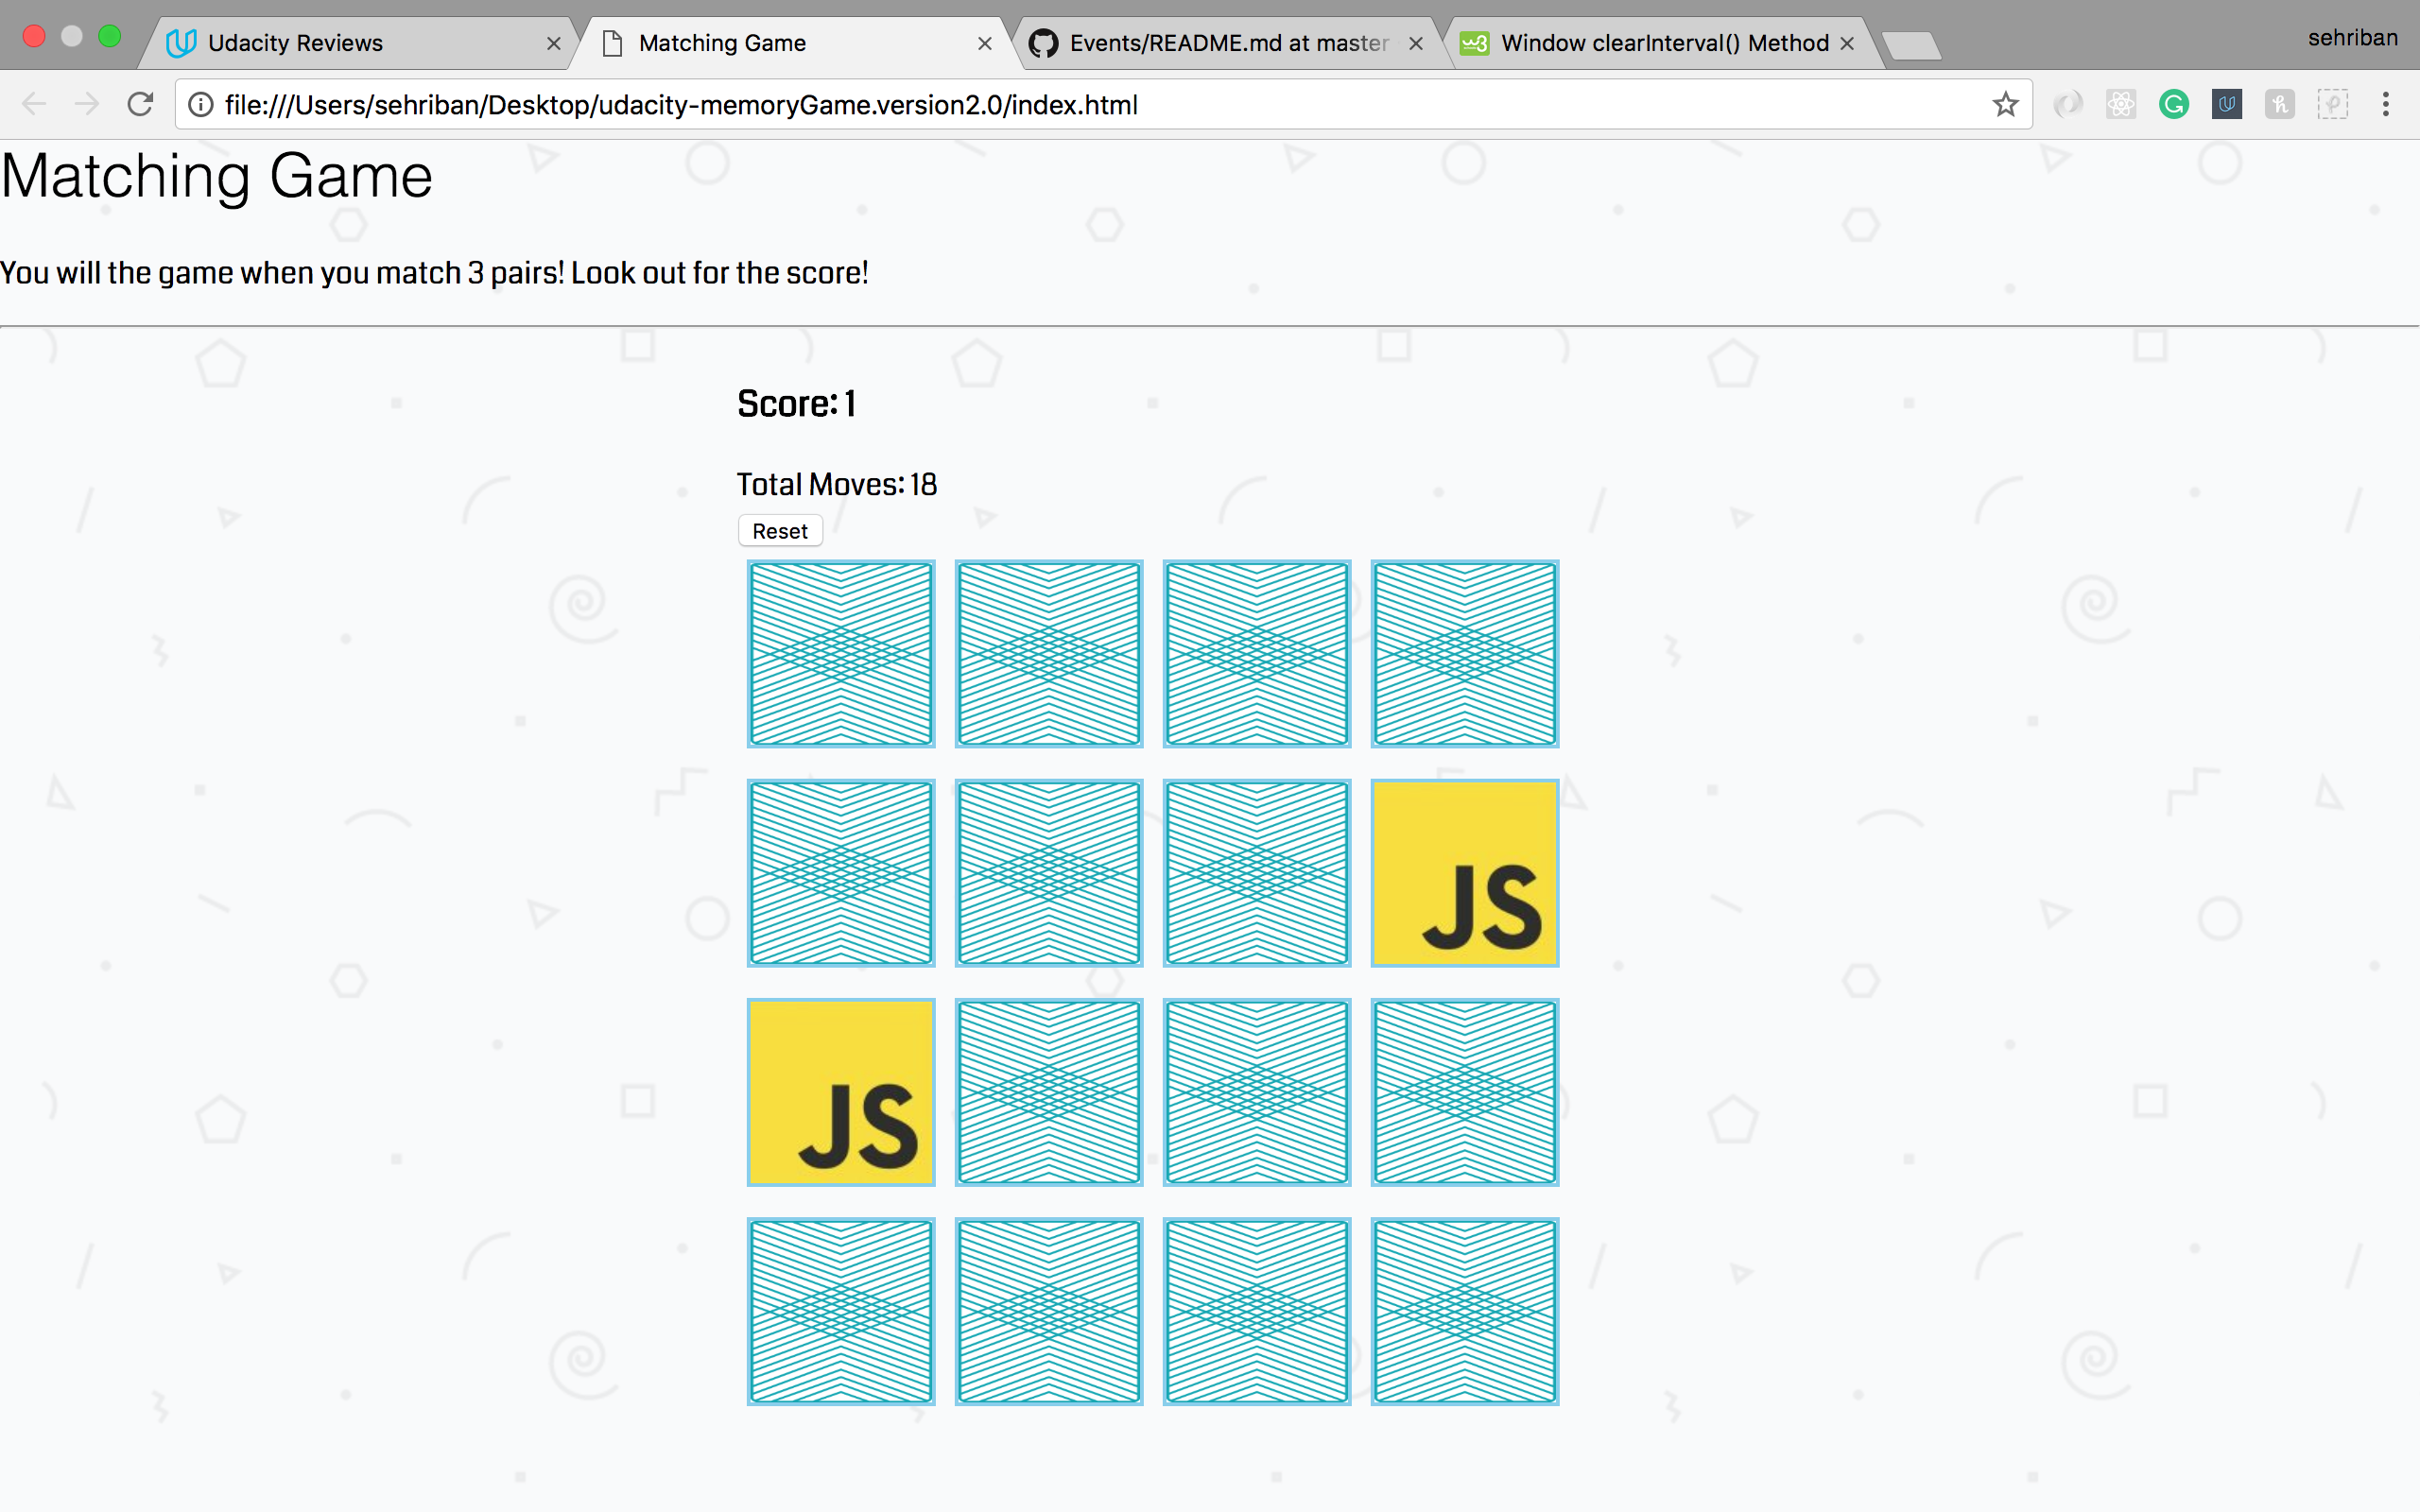 Udacity Reviews
Matching Game
Events/README.md at master
Window clearInterval() Method
sehriban
file:///Users/sehriban/Desktop/udacity-memoryGame.version2.0/index.html
Matching Game
You will the game when you match 3 pairs! Look out for the score!
Score: 1
Total Moves: 18
Reset
JS
JS